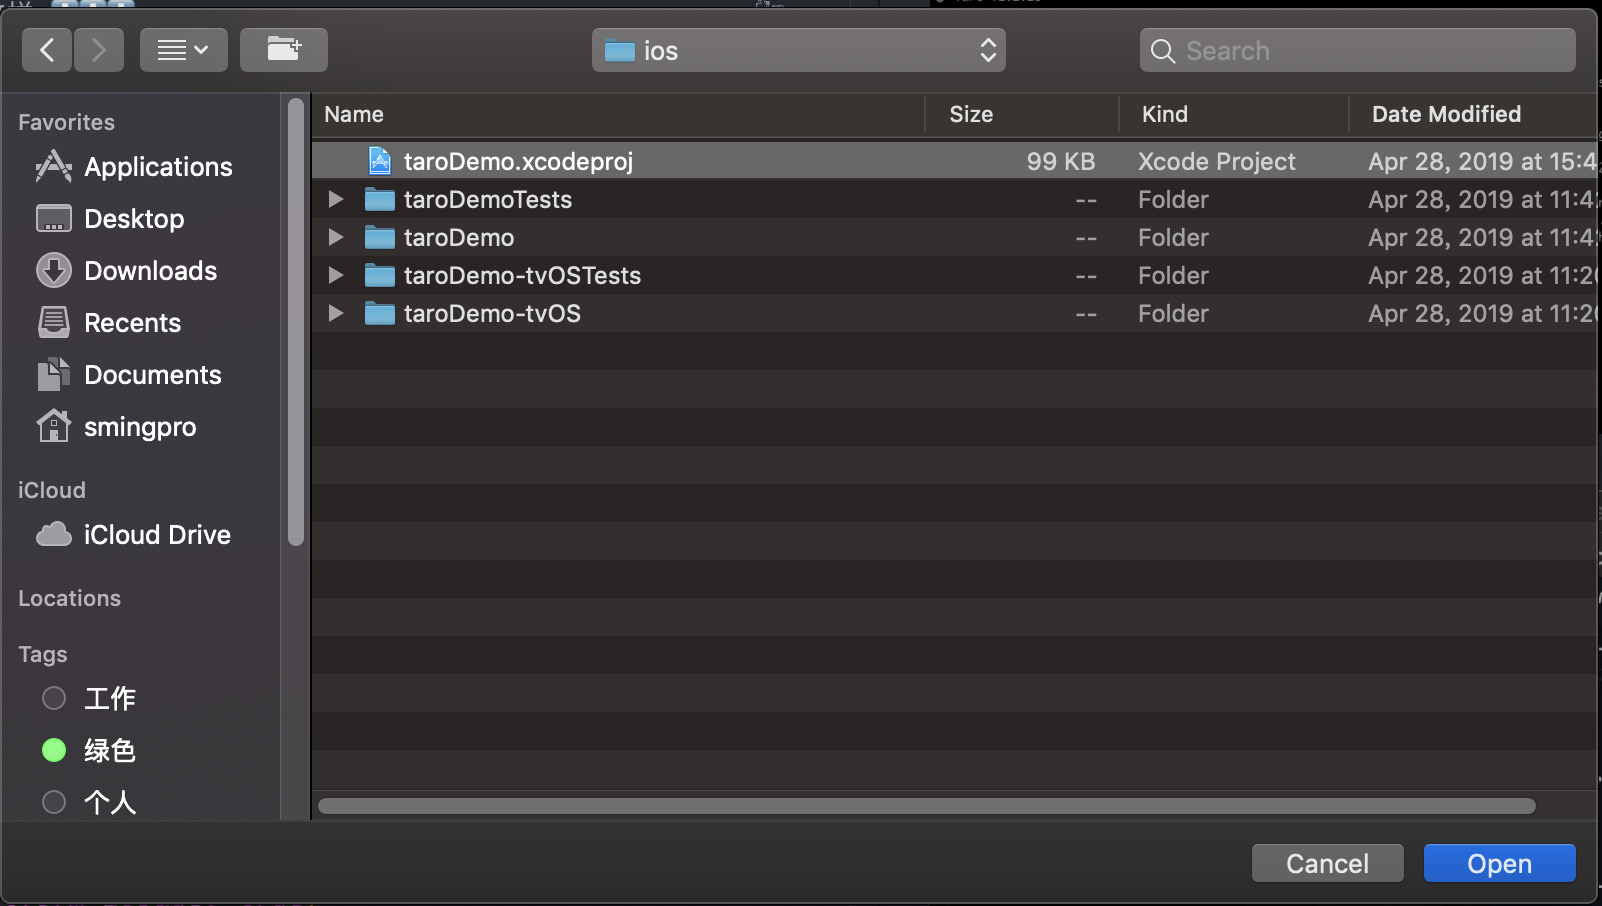 ios
Search
Favorites
Applications
Desktop
Downloads
Recents
Documents
smingpro
iCloud
iCloud Drive
Locations
Tags
工作
绿色
个人
Name Size Kind Date Modified
taroDemo.xcodeproj 99 KB Xcode Project Apr 28, 2019 at 15:4
taroDemoTests -- Folder Apr 28, 2019 at 11:4
taroDemo -- Folder Apr 28, 2019 at 11:4
taroDemo-tvOSTests -- Folder Apr 28, 2019 at 11:20
taroDemo-tvOS -- Folder Apr 28, 2019 at 11:20
Cancel Open